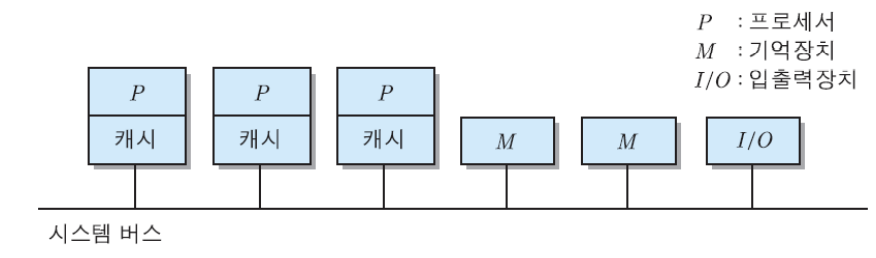 P : 프로세서
M : 기억장치
I/O : 입출력장치
P P P
캐시 캐시 캐시 M M I/O
시스템 버스